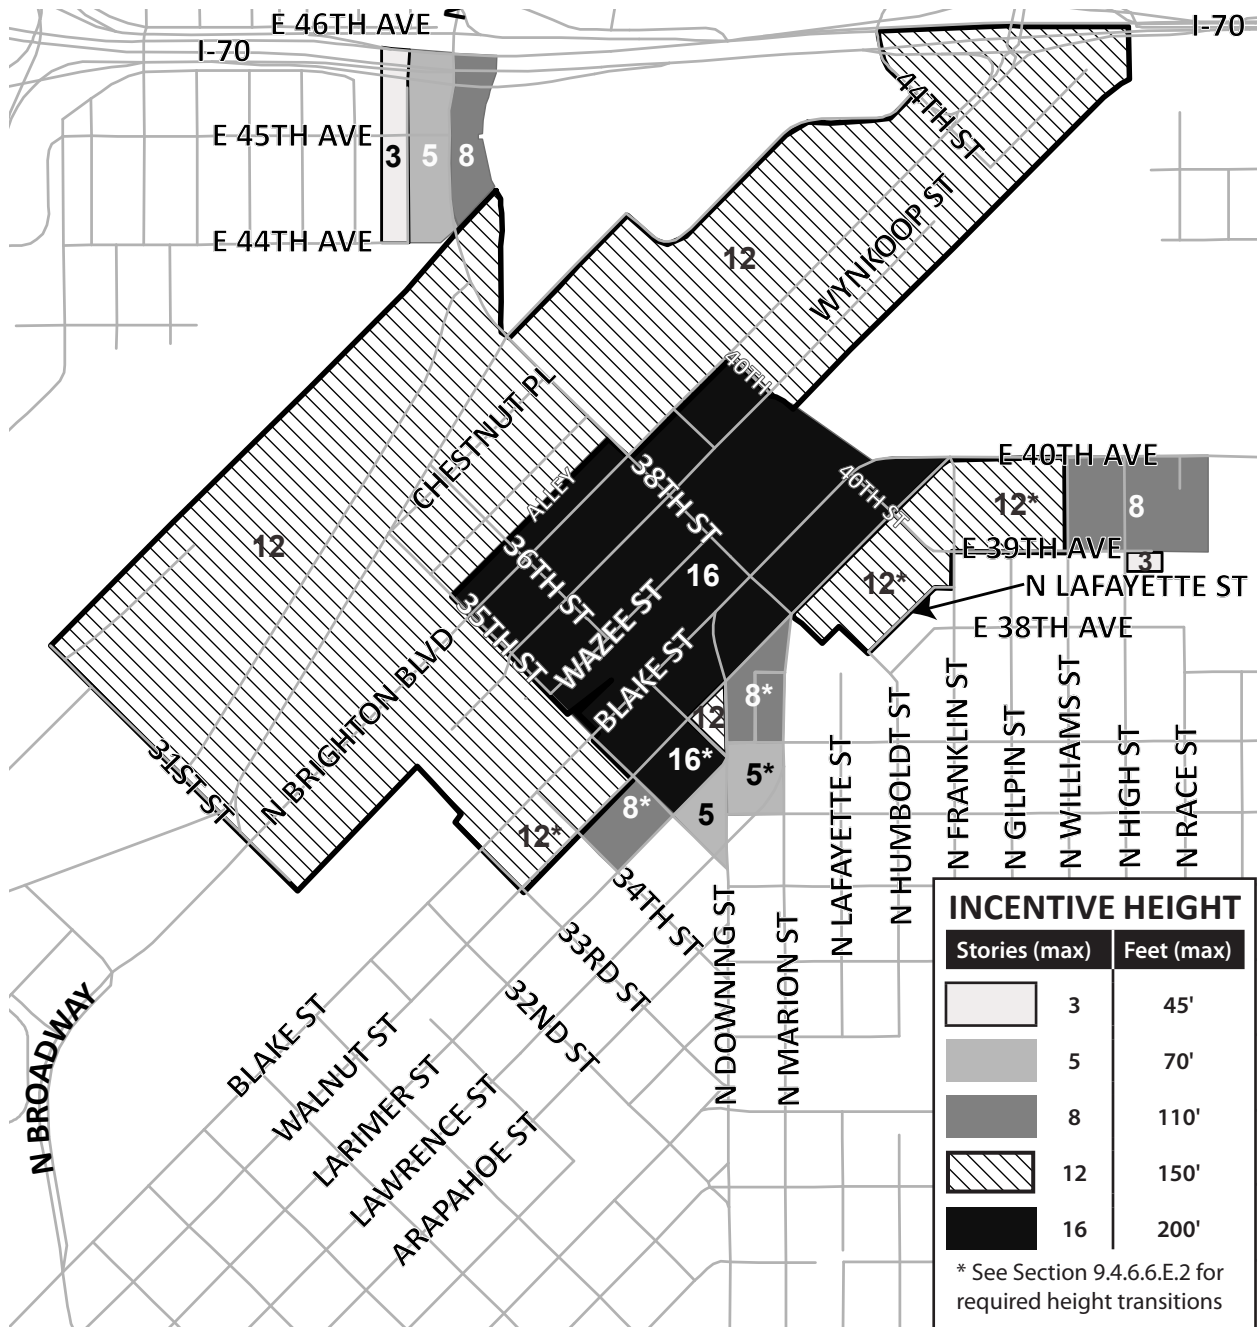 E 46TH AVE
I-70
I-70
44TH ST
E 45TH AVE
3
5
8
E 44TH AVE
12
WYNKOOP ST
40TH
CHESTNUT PL
ALLEY
38TH ST
40TH ST
E 40TH AVE
12*
8
12
36TH ST
16
E 39TH AVE
3
12*
N LAFAYETTE ST
35TH ST
WAZEE ST
E 38TH AVE
BLAKE ST
N BRIGHTON BLVD
8*
12
31ST ST
16*
5*
8*
5
12*
N LAFAYETTE ST
N HUMBOLDT ST
N FRANKLIN ST
N GILPIN ST
N WILLIAMS ST
N HIGH ST
N RACE ST
34TH ST
33RD ST
32ND ST
N DOWNING ST
N MARION ST
N BROADWAY
BLAKE ST
WALNUT ST
LARIMER ST
LAWRENCE ST
ARAPAHOE ST
INCENTIVE HEIGHT
Stories (max) Feet (max)
3 45'
5 70'
8 110'
12 150'
16 200'
* See Section 9.4.6.6.E.2 for
required height transitions